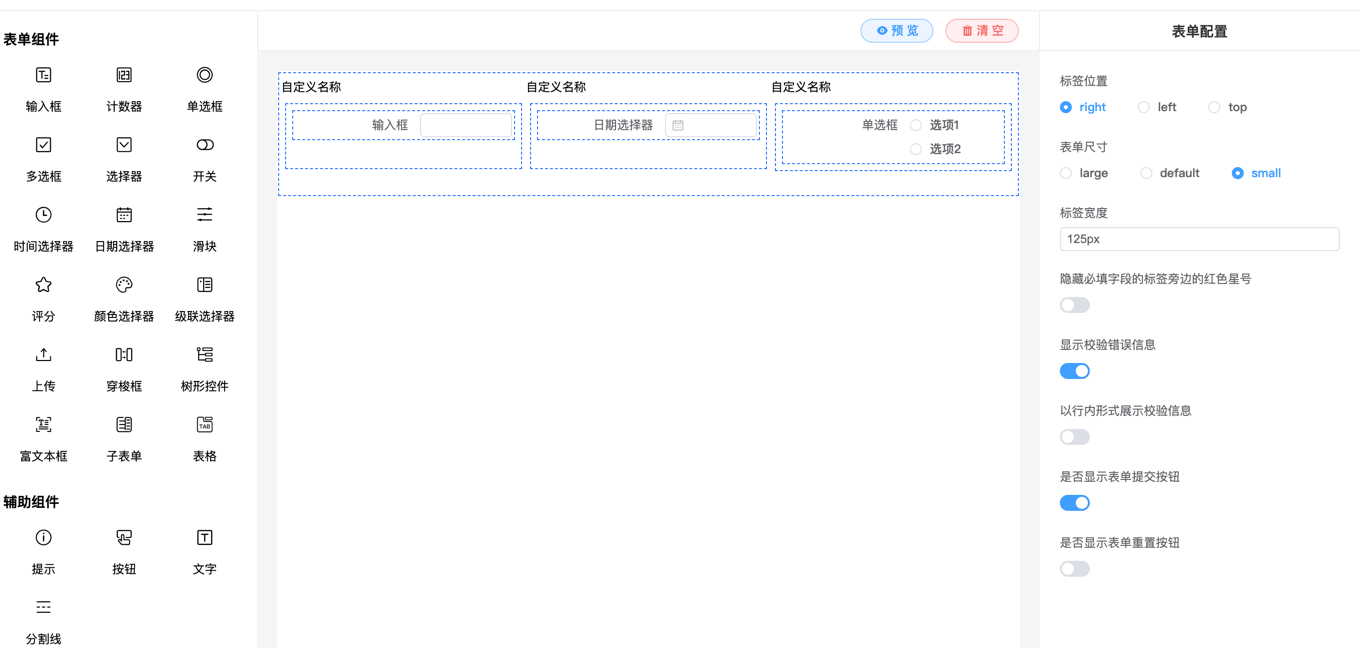 表单组件
输入框
计数器
单选框
多选框
选择器
开关
时间选择器
日期选择器
滑块
评分
颜色选择器
级联选择器
上传
穿梭框
树形控件
富文本框
子表单
TAB
表格
辅助组件
提示
按钮
文字
分割线
预览
清空
自定义名称
自定义名称
自定义名称
输入框
日期选择器
单选框
选项1
选项2
表单配置
标签位置
right left top
表单尺寸
large default small
标签宽度
125px
隐藏必填字段的标签旁边的红色星号
显示校验错误信息
以行内形式展示校验信息
是否显示表单提交按钮
是否显示表单重置按钮